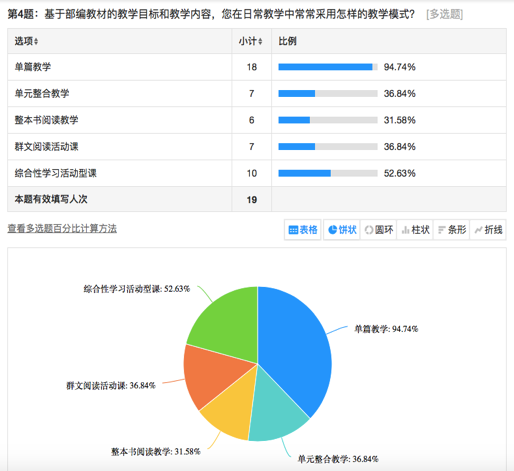 第4题：基于部编教材的教学目标和教学内容，您在日常教学中常常采用怎样的教学模式？ [多选题]
选项 小计 比例
单篇教学 18 94.74%
单元整合教学 7 36.84%
整本书阅读教学 6 31.58%
群文阅读活动课 7 36.84%
综合性学习活动型课 10 52.63%
本题有效填写人次 19
查看多选题百分比计算方法 表格 饼状 圆环 柱状 条形 折线
综合性学习活动型课: 52.63%
单篇教学: 94.74%
群文阅读活动课: 36.84%
整本书阅读教学: 31.58%
单元整合教学: 36.84%